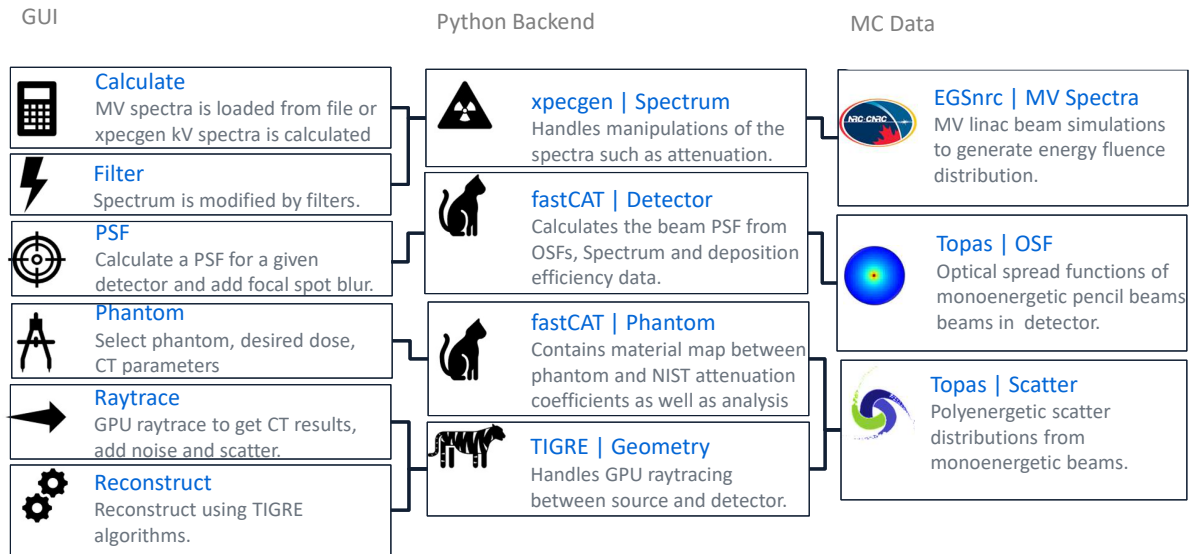 GUI
Calculate
MV spectra is loaded from file or
xpecgen kV spectra is calculated
Filter
Spectrum is modified by filters.
PSF
Calculate a PSF for a given
detector and add focal spot blur.
Phantom
Select phantom, desired dose,
CT parameters
Raytrace
GPU raytrace to get CT results,
add noise and scatter.
Reconstruct
Reconstruct using TIGRE
algorithms.
Python Backend
xpecgen | Spectrum
Handles manipulations of the
spectra such as attenuation.
fastCAT | Detector
Calculates the beam PSF from
OSFs, Spectrum and deposition
efficiency data.
fastCAT | Phantom
Contains material map between
phantom and NIST attenuation
coefficients as well as analysis
TIGRE | Geometry
Handles GPU raytracing
between source and detector.
MC Data
NRC·CNRC
EGSnrc | MV Spectra
MV linac beam simulations
to generate energy fluence
distribution.
Topas | OSF
Optical spread functions of
monoenergetic pencil beams
beams in detector.
Topas | Scatter
Polyenergetic scatter
distributions from
monoenergetic beams.